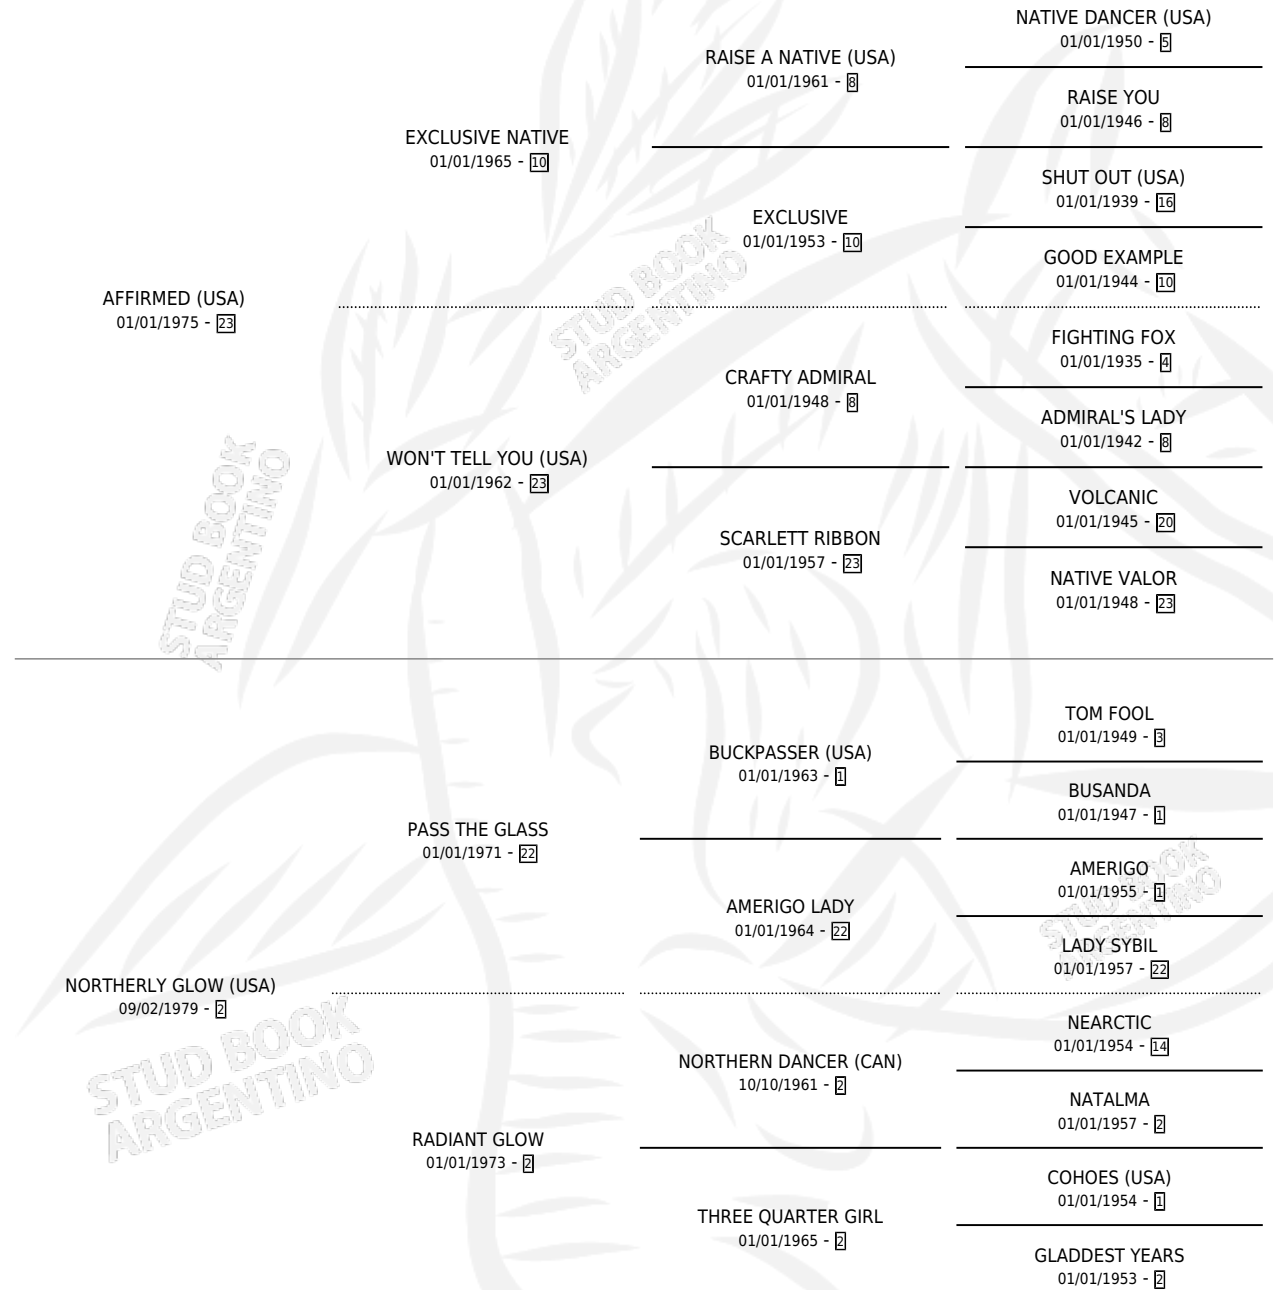 NATIVE DANCER (USA)
01/01/1950 - 5
RAISE A NATIVE (USA)
01/01/1961 - 8
RAISE YOU
01/01/1946 - 8
EXCLUSIVE NATIVE
01/01/1965 - 10
SHUT OUT (USA)
01/01/1939 - 16
EXCLUSIVE
01/01/1953 - 10
GOOD EXAMPLE
01/01/1944 - 10
AFFIRMED (USA)
01/01/1975 - 23
FIGHTING FOX
01/01/1935 - 4
CRAFTY ADMIRAL
01/01/1948 - 8
ADMIRAL'S LADY
01/01/1942 - 8
WON'T TELL YOU (USA)
01/01/1962 - 23
VOLCANIC
01/01/1945 - 20
SCARLETT RIBBON
01/01/1957 - 23
NATIVE VALOR
01/01/1948 - 23
STUD BOOK
ARGENTINO
STUD BOOK
ARGENTINO
TOM FOOL
01/01/1949 - 3
BUCKPASSER (USA)
01/01/1963 - 1
BUSANDA
01/01/1947 - 1
PASS THE GLASS
01/01/1971 - 22
AMERIGO
01/01/1955 - 1
AMERIGO LADY
01/01/1964 - 22
LADY SYBIL
01/01/1957 - 22
NORTHERLY GLOW (USA)
09/02/1979 - 2
NEARCTIC
01/01/1954 - 14
NORTHERN DANCER (CAN)
10/10/1961 - 2
NATALMA
01/01/1957 - 2
RADIANT GLOW
01/01/1973 - 2
COHOES (USA)
01/01/1954 - 1
THREE QUARTER GIRL
01/01/1965 - 2
GLADDEST YEARS
01/01/1953 - 2
STUD BOOK
ARGENTINO
STUD BOOK
ARGENTINO